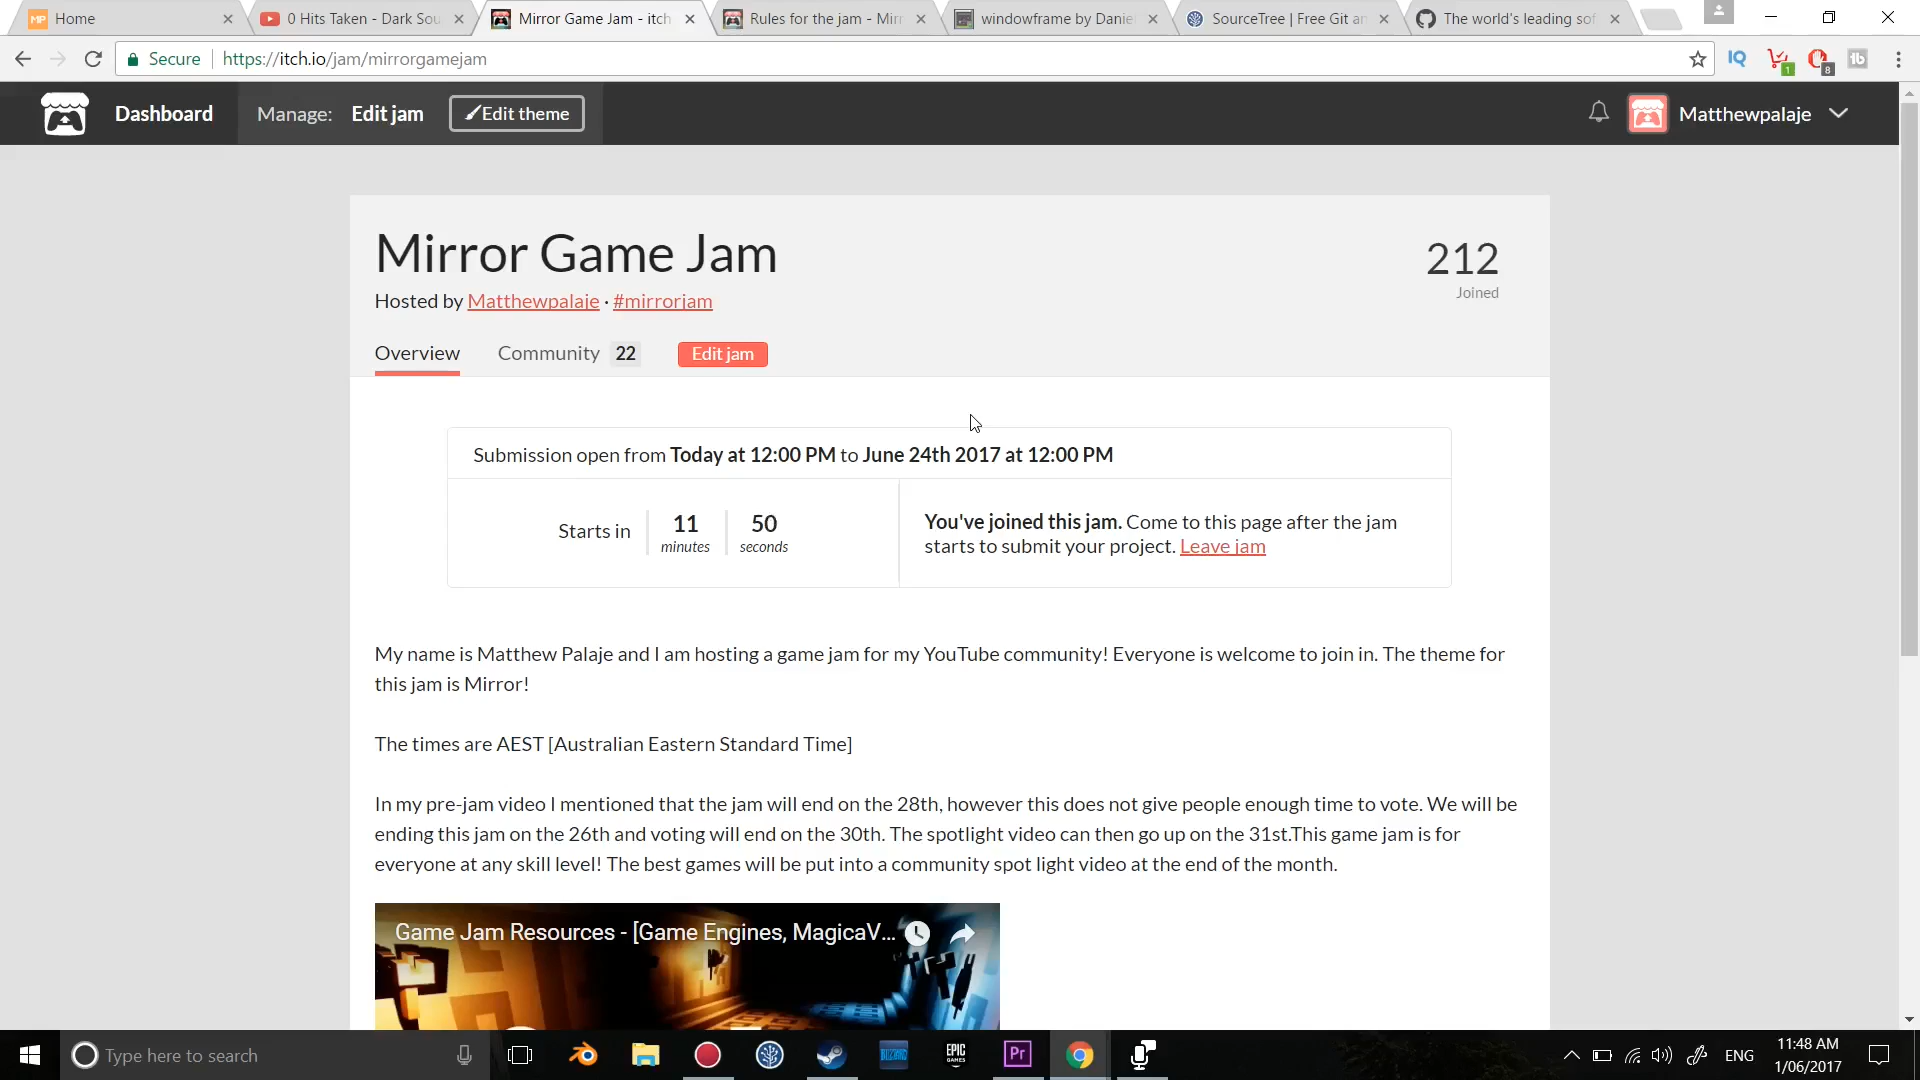 Home
0 Hits Taken - Dark Sou
Mirror Game Jam - itch
Rules for the jam - Mirr
windowframe by Daniel
SourceTree | Free Git an
The world's leading sof
Secure
https://itch.io/jam/mirrorgamejam
IQ
1
8
Dashboard
Manage:
Edit jam
Edit theme
Matthewpalaje
Mirror Game Jam
212
Joined
Hosted by Matthewpalaje · #mirrorjam
Overview
Community 22
Edit jam
Submission open from Today at 12:00 PM to June 24th 2017 at 12:00 PM
Starts in
11
minutes
50
seconds
You've joined this jam. Come to this page after the jam
starts to submit your project. Leave jam
My name is Matthew Palaje and I am hosting a game jam for my YouTube community! Everyone is welcome to join in. The theme for
this jam is Mirror!
The times are AEST [Australian Eastern Standard Time]
In my pre-jam video I mentioned that the jam will end on the 28th, however this does not give people enough time to vote. We will be
ending this jam on the 26th and voting will end on the 30th. The spotlight video can then go up on the 31st.This game jam is for
everyone at any skill level! The best games will be put into a community spot light video at the end of the month.
Game Jam Resources - [Game Engines, MagicaV...
Type here to search
EPIC
GAMES
Pr
ENG
11:48 AM
1/06/2017